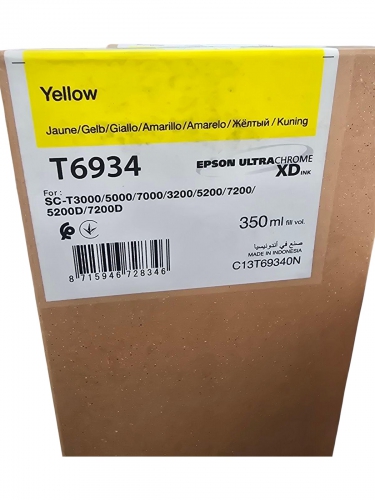 Yellow
Jaune/Gelb/Giallo/Amarillo/Amarelo/Жёлтый/Kuning
T6934
EPSON ULTRACHROME
XD INK
For :
SC-T3000/5000/7000/3200/5200/7200/
5200D/7200D
350ml fill vol.
صنع في أندونيسيا
MADE IN INDONESIA
C13T69340N
8 715946 728346